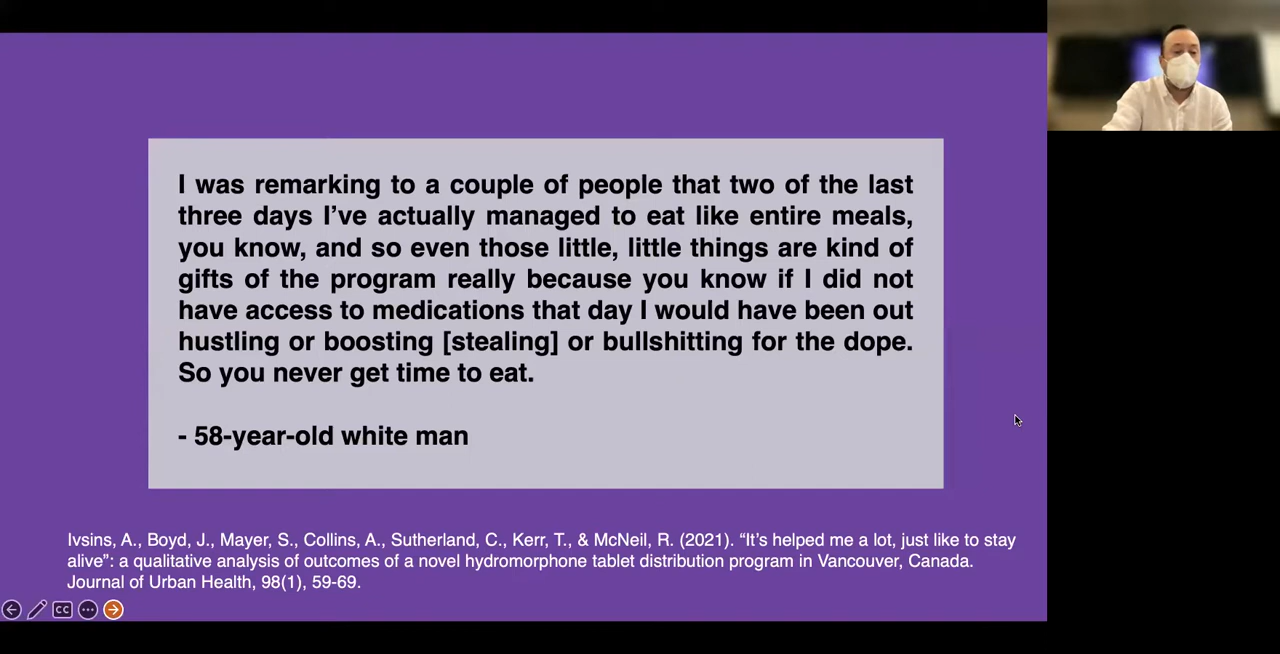 I was remarking to a couple of people that two of the last
three days I’ve actually managed to eat like entire meals,
you know, and so even those little, little things are kind of
gifts of the program really because you know if I did not
have access to medications that day I would have been out
hustling or boosting [stealing] or bullshitting for the dope.
So you never get time to eat.
- 58-year-old white man
Ivsins, A., Boyd, J., Mayer, S., Collins, A., Sutherland, C., Kerr, T., & McNeil, R. (2021). “It’s helped me a lot, just like to stay
alive”: a qualitative analysis of outcomes of a novel hydromorphone tablet distribution program in Vancouver, Canada.
Journal of Urban Health, 98(1), 59-69.
CC